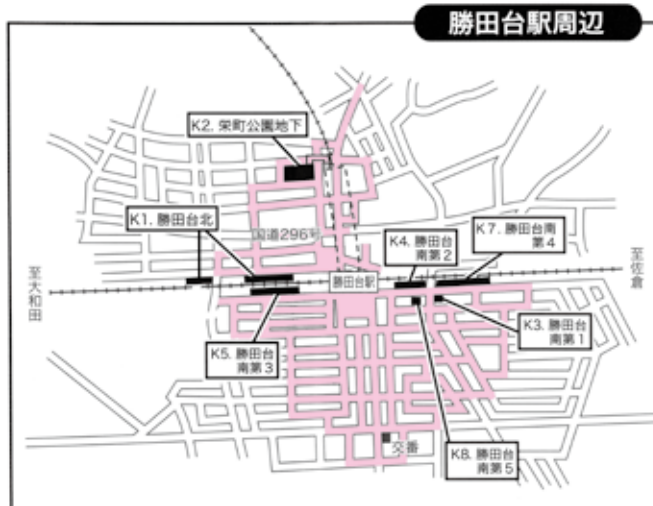 勝田台駅周辺
K2. 栄町公園地下
K1. 勝田台北
国道296号
K4. 勝田台
南第2
K7. 勝田台南
第4
至佐倉
至大和田
勝田台駅
K5. 勝田台
南第3
K3. 勝田台
南第1
K8. 勝田台
南第5
交番